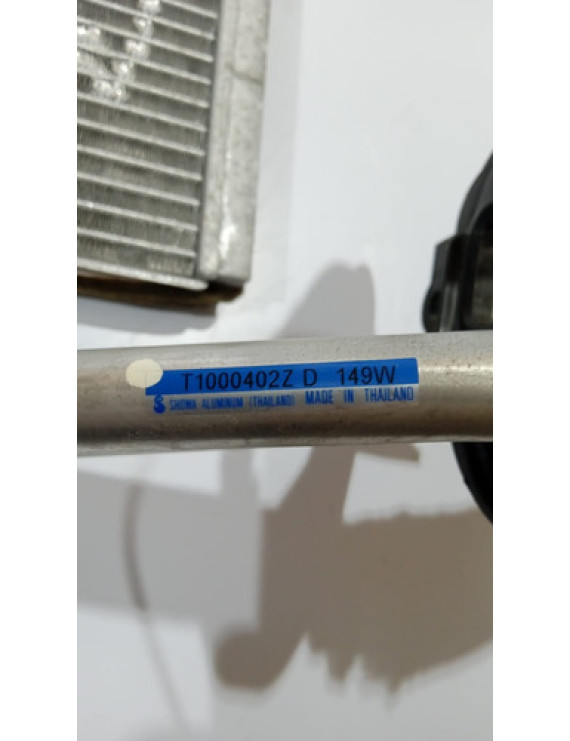 T1000402Z D 149W
SHOWA ALUMINUM (THAILAND) MADE IN THAILAND